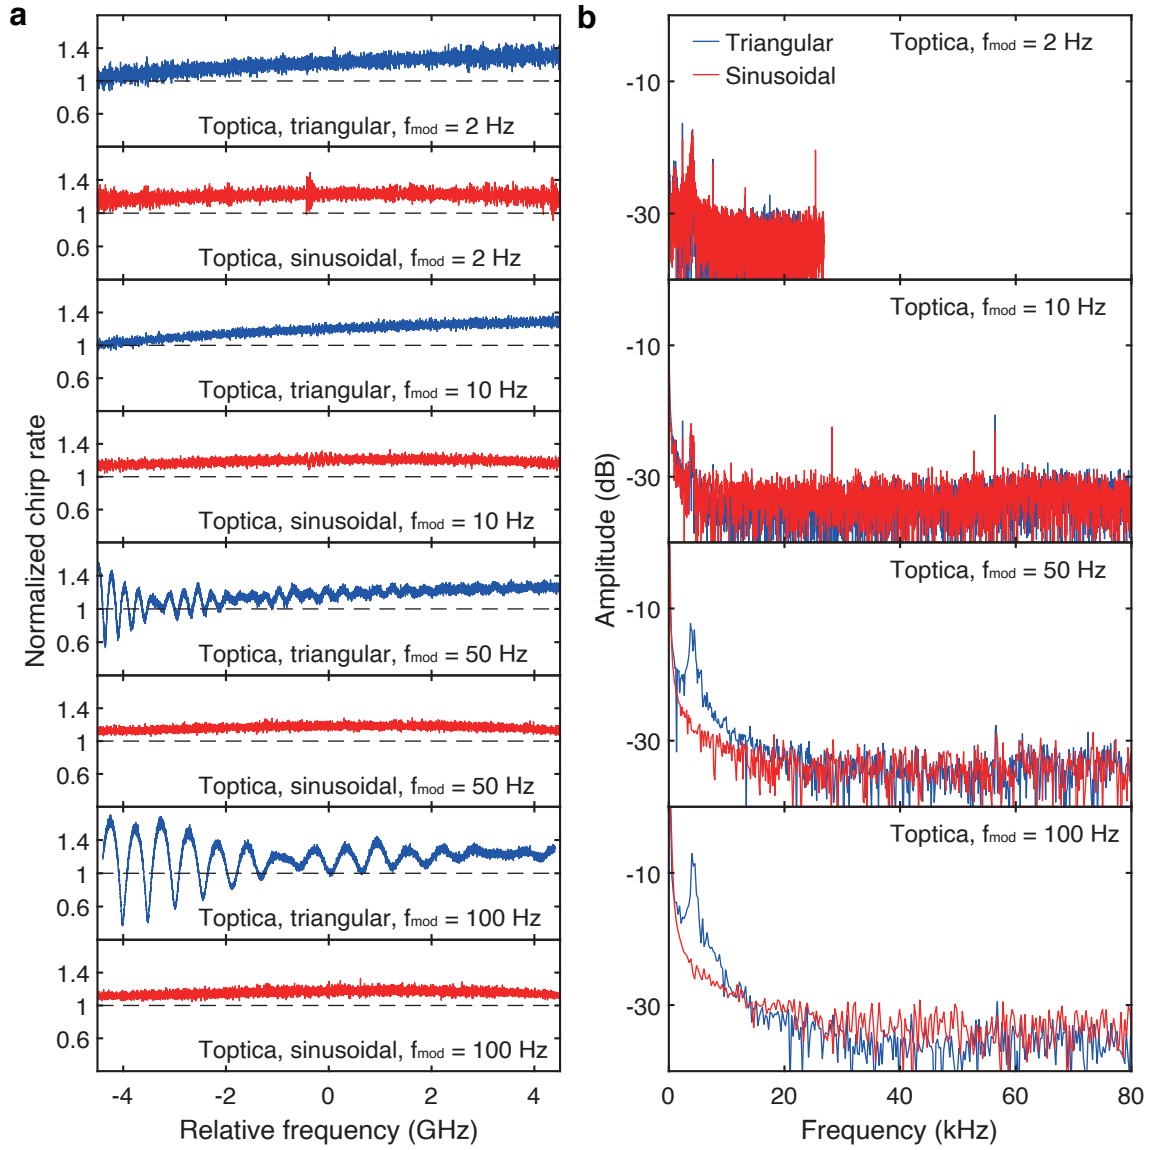 a
Normalized chirp rate
1.4
1
0.6
Toptica, triangular, fmod = 2 Hz
1.4
1
0.6
Toptica, sinusoidal, fmod = 2 Hz
1.4
1
0.6
Toptica, triangular, fmod = 10 Hz
1.4
1
0.6
Toptica, sinusoidal, fmod = 10 Hz
1.4
1
0.6
Toptica, triangular, fmod = 50 Hz
1.4
1
0.6
Toptica, sinusoidal, fmod = 50 Hz
1.4
1
0.6
Toptica, triangular, fmod = 100 Hz
1.4
1
0.6
Toptica, sinusoidal, fmod = 100 Hz
-4 -2 0 2 4
Relative frequency (GHz)
b
Amplitude (dB)
Triangular
Sinusoidal
Toptica, fmod = 2 Hz
-10
-30
Toptica, fmod = 10 Hz
-10
-30
Toptica, fmod = 50 Hz
-10
-30
Toptica, fmod = 100 Hz
-10
-30
0 20 40 60 80
Frequency (kHz)